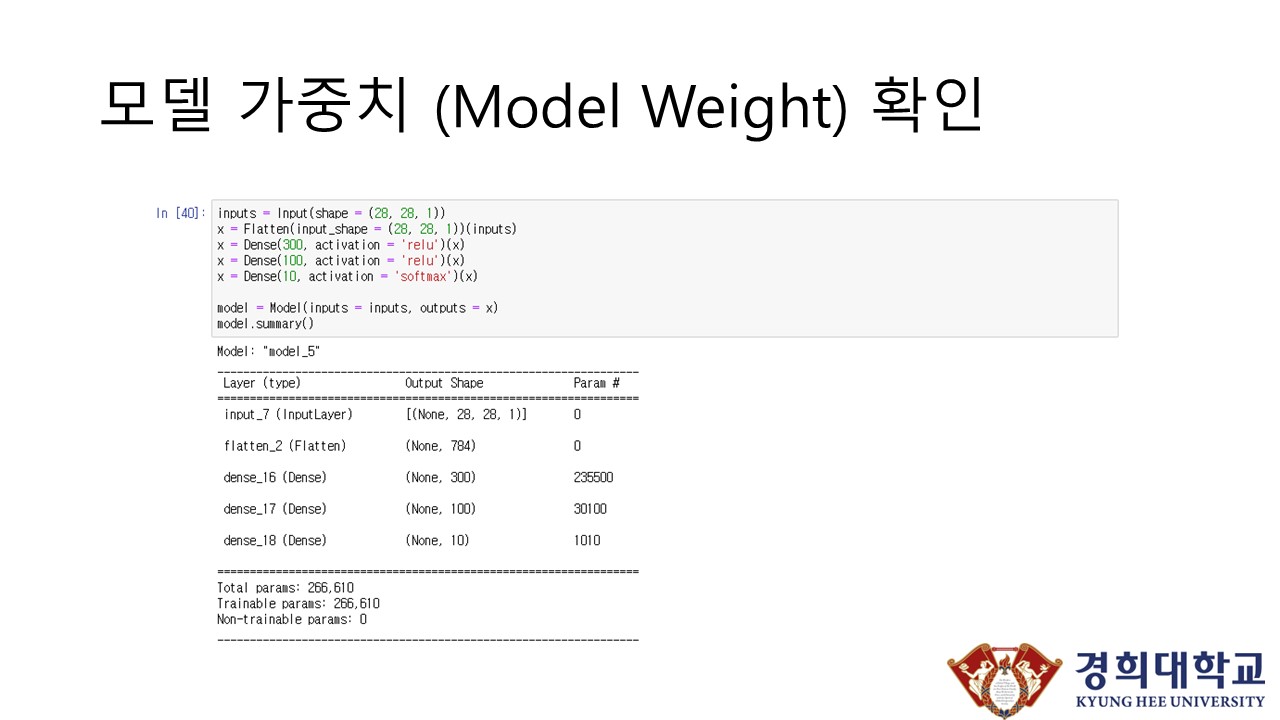 모델 가중치 (Model Weight) 확인
In [40]:
inputs = Input(shape = (28, 28, 1))
x = Flatten(input_shape = (28, 28, 1))(inputs)
x = Dense(300, activation = 'relu')(x)
x = Dense(100, activation = 'relu')(x)
x = Dense(10, activation = 'softmax')(x)
model = Model(inputs = inputs, outputs = x)
model.summary()
Model: "model_5"
Layer (type) Output Shape Param #
input_7 (InputLayer) [(None, 28, 28, 1)] 0
flatten_2 (Flatten) (None, 784) 0
dense_16 (Dense) (None, 300) 235500
dense_17 (Dense) (None, 100) 30100
dense_18 (Dense) (None, 10) 1010
Total params: 266,610
Trainable params: 266,610
Non-trainable params: 0
경희대학교
KYUNG HEE UNIVERSITY